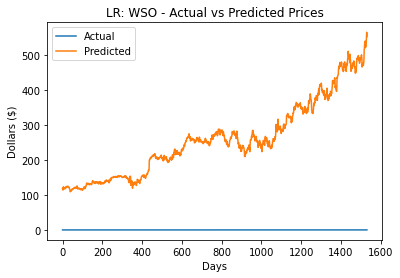 LR: WSO - Actual vs Predicted Prices
Actual
Predicted
Dollars ($)
500
400
300
200
100
0
0 200 400 600 800 1000 1200 1400 1600
Days